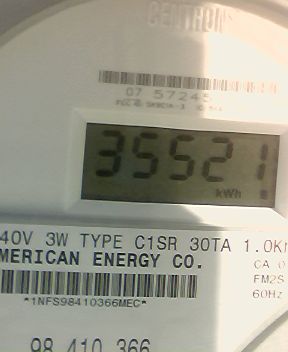 CENTRON
07 57245
35521
kWh
40V 3W TYPE C1SR 30TA 1.0K
MERICAN ENERGY CO.
CA 0
FM2S
60Hz
*1NFS98410366MEC*
98 410 366